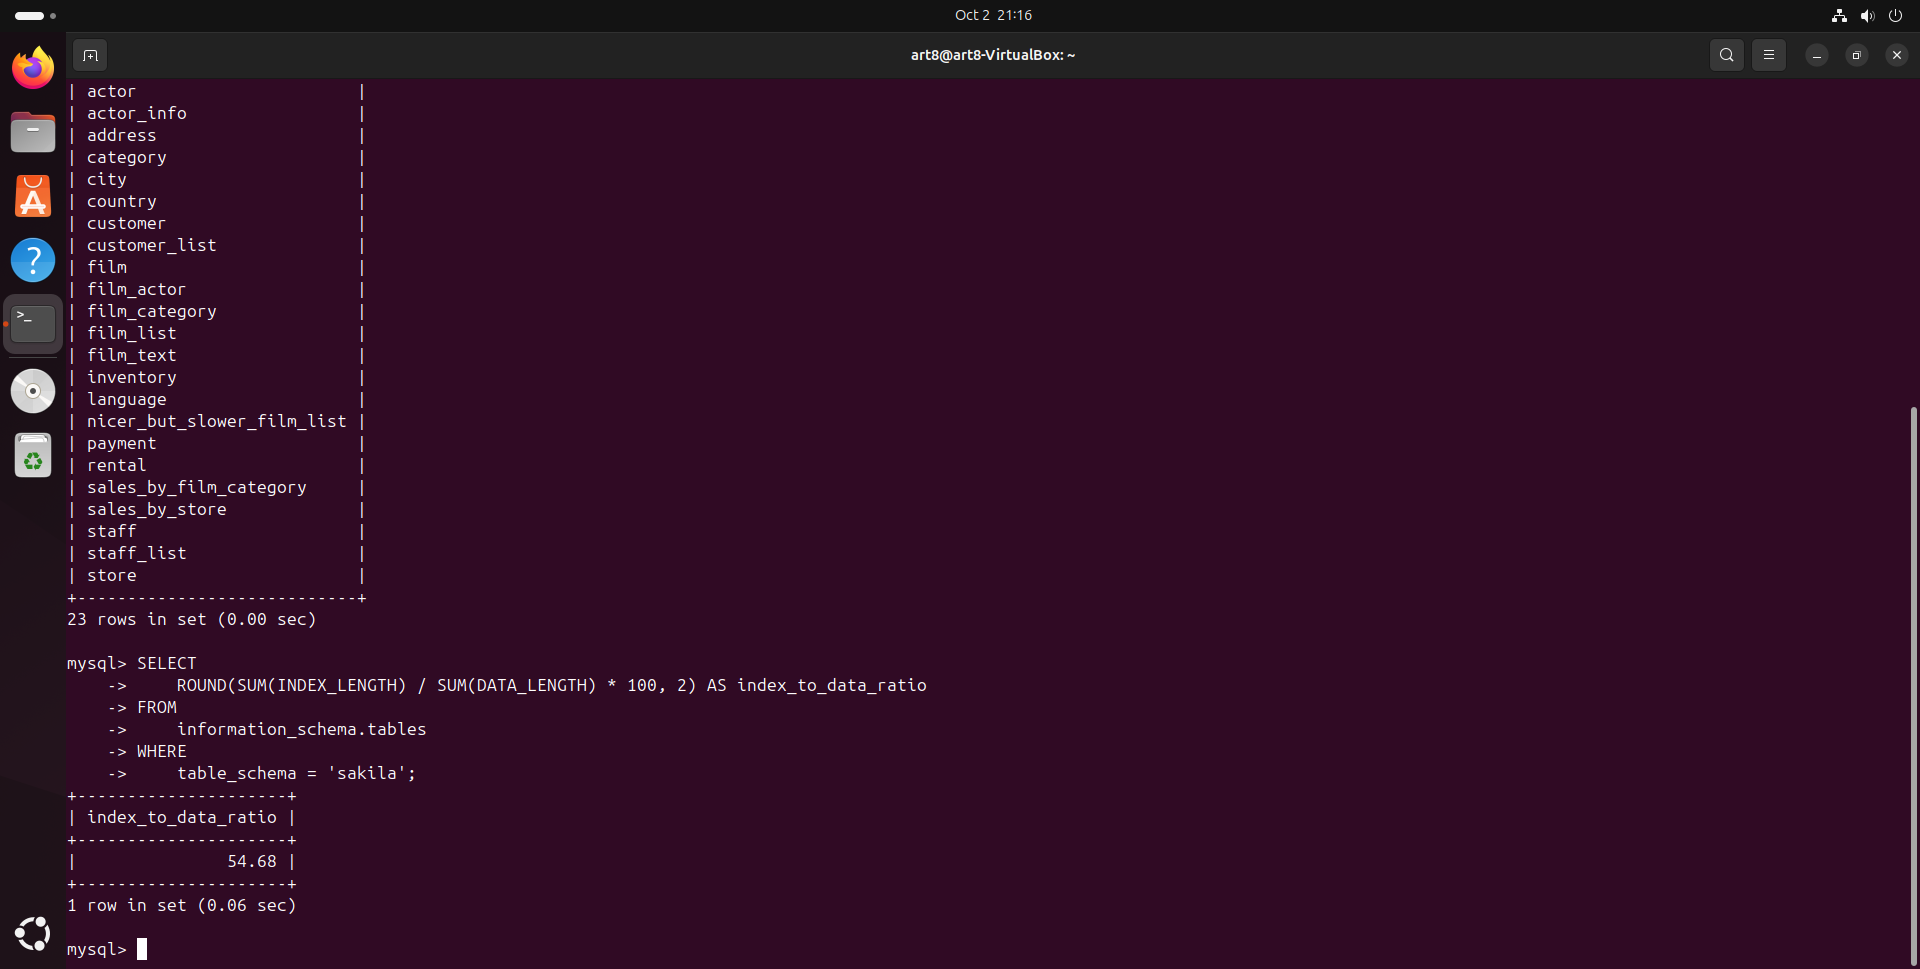 Oct 2 21:16
art8@art8-VirtualBox: ~
| actor                      |
| actor_info                 |
| address                    |
| category                   |
| city                       |
| country                    |
| customer                   |
| customer_list              |
| film                       |
| film_actor                 |
| film_category              |
| film_list                  |
| film_text                  |
| inventory                  |
| language                   |
| nicer_but_slower_film_list |
| payment                    |
| rental                     |
| sales_by_film_category     |
| sales_by_store             |
| staff                      |
| staff_list                 |
| store                      |
+----------------------------+
23 rows in set (0.00 sec)

mysql> SELECT
    ->     ROUND(SUM(INDEX_LENGTH) / SUM(DATA_LENGTH) * 100, 2) AS index_to_data_ratio
    -> FROM
    ->     information_schema.tables
    -> WHERE
    ->     table_schema = 'sakila';
+---------------------+
| index_to_data_ratio |
+---------------------+
|               54.68 |
+---------------------+
1 row in set (0.06 sec)

mysql>